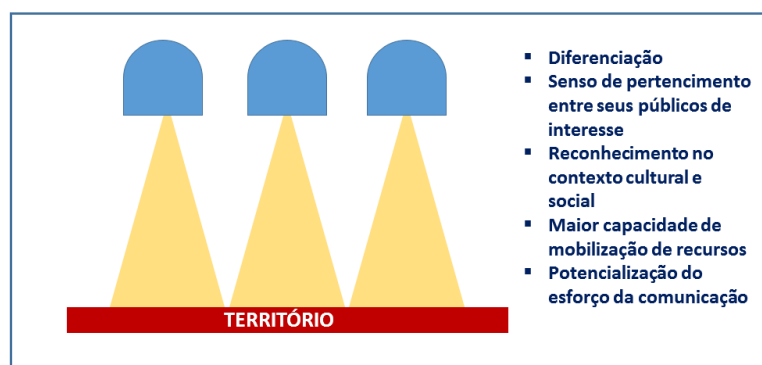 ▪ Diferenciação
▪ Senso de pertencimento
entre seus públicos de
interesse
▪ Reconhecimento no
contexto cultural e
social
▪ Maior capacidade de
mobilização de recursos
▪ Potencialização do
esforço da comunicação
TERRITÓRIO